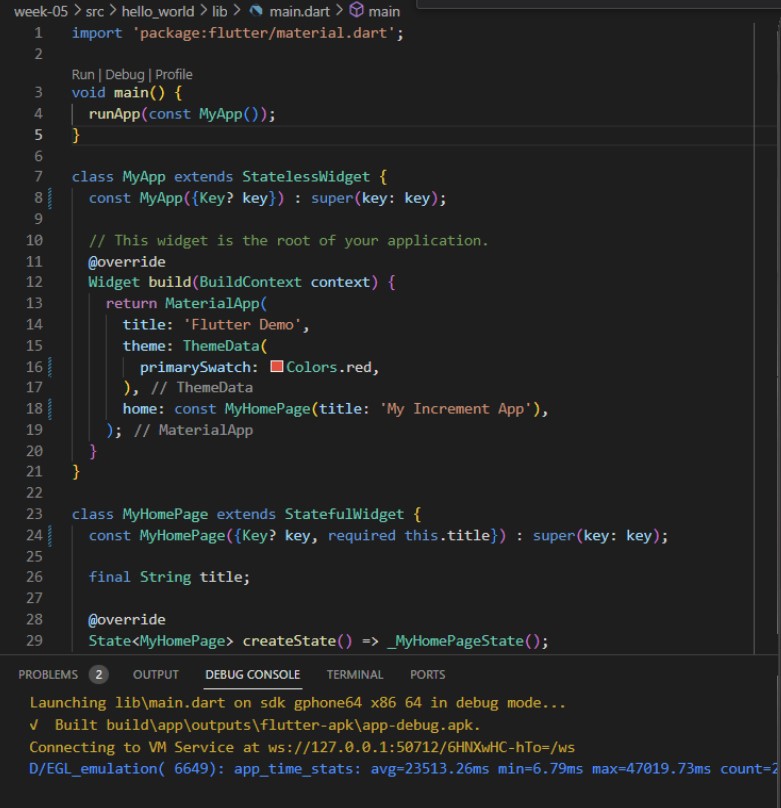 week-05 > src > hello_world > lib > main.dart > main
1 import 'package:flutter/material.dart';
2
Run | Debug | Profile
3 void main() {
4   runApp(const MyApp());
5 }
6
7 class MyApp extends StatelessWidget {
8   const MyApp({Key? key}) : super(key: key);
9
10   // This widget is the root of your application.
11   @override
12   Widget build(BuildContext context) {
13     return MaterialApp(
14       title: 'Flutter Demo',
15       theme: ThemeData(
16         primarySwatch: Colors.red,
17       ), // ThemeData
18       home: const MyHomePage(title: 'My Increment App'),
19     ); // MaterialApp
20   }
21 }
22
23 class MyHomePage extends StatefulWidget {
24   const MyHomePage({Key? key, required this.title}) : super(key: key);
25
26   final String title;
27
28   @override
29   State<MyHomePage> createState() => _MyHomePageState();
PROBLEMS 2 OUTPUT DEBUG CONSOLE TERMINAL PORTS
Launching lib\main.dart on sdk gphone64 x86 64 in debug mode...
√ Built build\app\outputs\flutter-apk\app-debug.apk.
Connecting to VM Service at ws://127.0.0.1:50712/6HNXwHC-hTo=/ws
D/EGL_emulation( 6649): app_time_stats: avg=23513.26ms min=6.79ms max=47019.73ms count=2